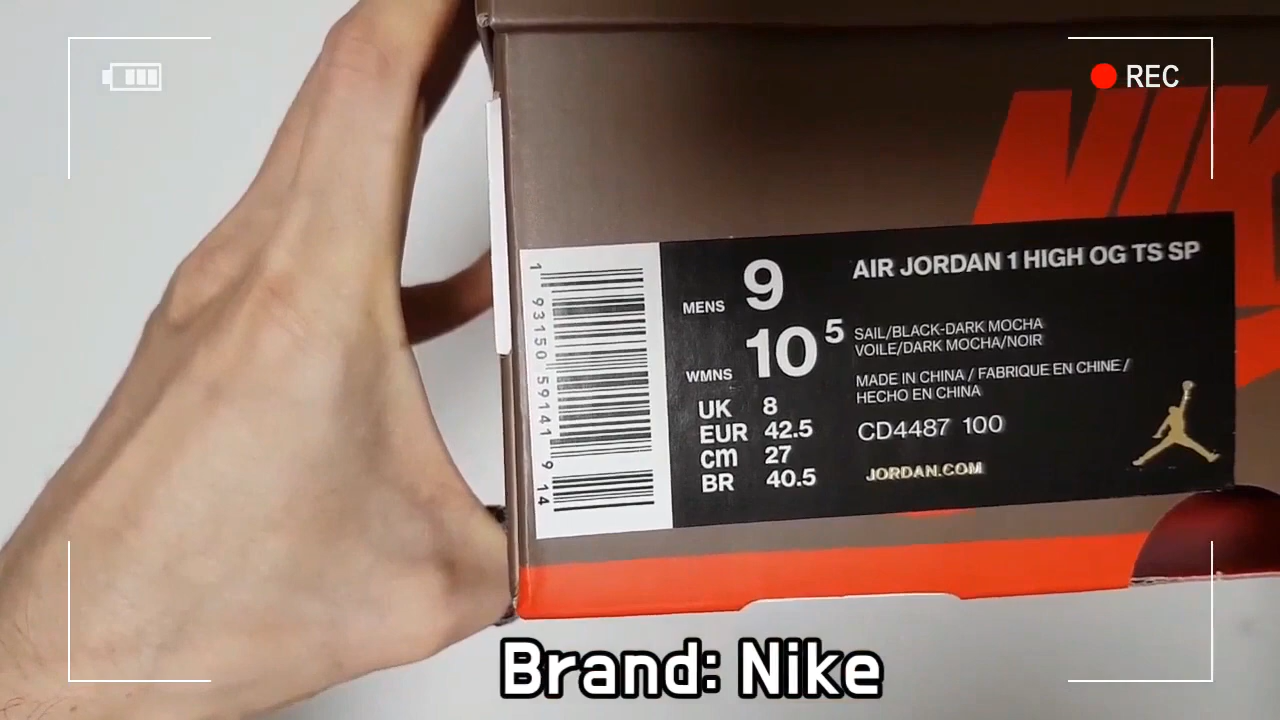 REC
NIK
MENS 9
WMNS 10 5
UK 8
EUR 42.5
cm 27
BR 40.5
AIR JORDAN 1 HIGH OG TS SP
SAIL/BLACK-DARK MOCHA
VOILE/DARK MOCHA/NOIR
MADE IN CHINA / FABRIQUE EN CHINE /
HECHO EN CHINA
CD4487 100
JORDAN.COM
1 93150 59141 9 14
Brand: Nike